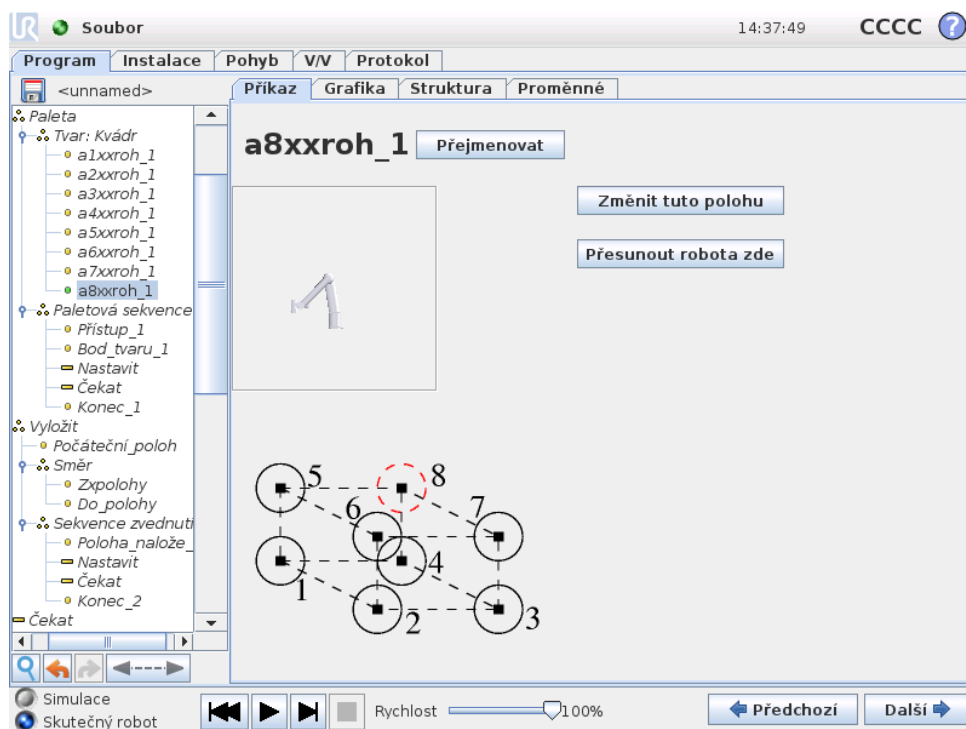 UR Soubor 14:37:49 CCCC ?
Program Instalace Pohyb V/V Protokol
<unnamed>
Příkaz Grafika Struktura Proměnné
Paleta
Tvar: Kvádr
a1xxroh_1
a2xxroh_1
a3xxroh_1
a4xxroh_1
a5xxroh_1
a6xxroh_1
a7xxroh_1
a8xxroh_1
Paletová sekvence
Přístup_1
Bod_tvaru_1
Nastavit
Čekat
Konec_1
Vyložit
Počáteční_poloh
Směr
Zxpolohy
Do_polohy
Sekvence zvednutí
Poloha_nalože_
Nastavit
Čekat
Konec_2
Čekat
a8xxroh_1 Přejmenovat
Změnit tuto polohu
Přesunout robota zde
5 8
6 7
1 4
2 3
Simulace
Skutečný robot
Rychlost 100%
Předchozí Další